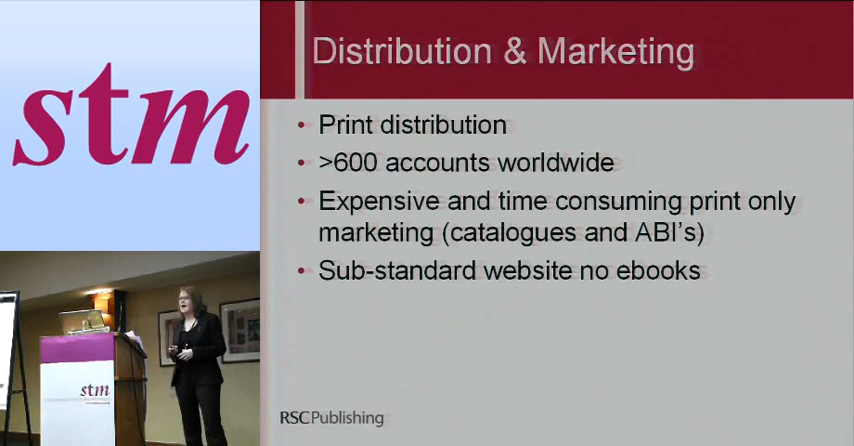 stm
Distribution & Marketing
• Print distribution
• >600 accounts worldwide
• Expensive and time consuming print only
marketing (catalogues and ABI's)
• Sub-standard website no ebooks
stm
RSCPublishing